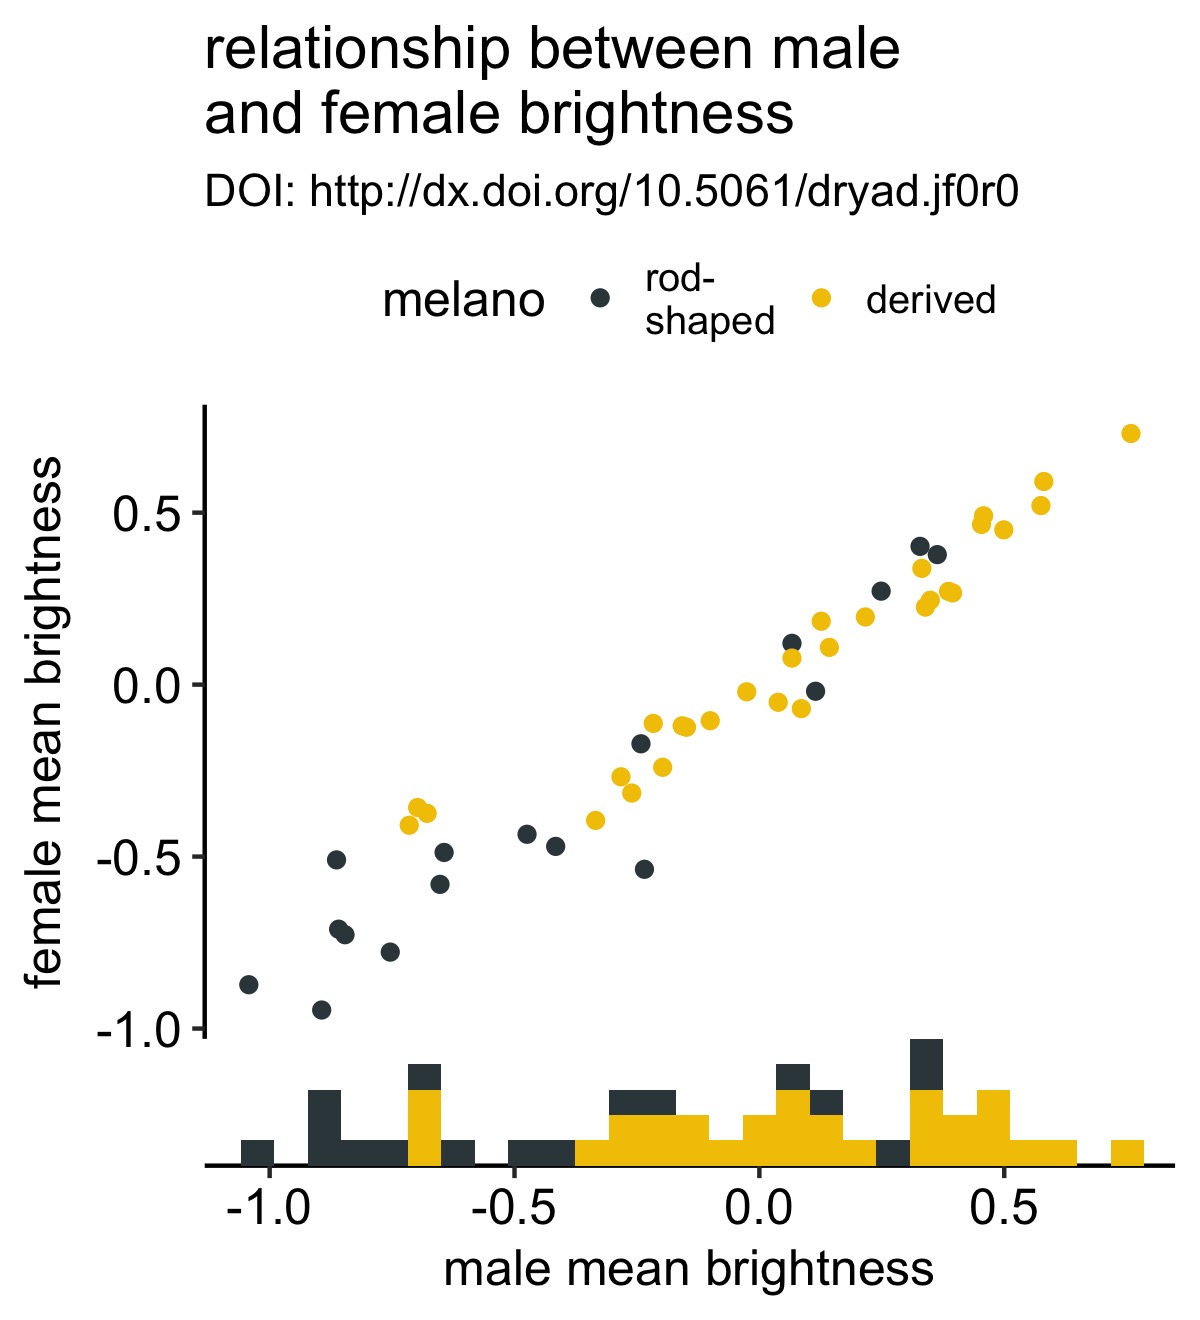 relationship between male
and female brightness
DOI: http://dx.doi.org/10.5061/dryad.jf0r0
melano
rod-
shaped
derived
female mean brightness
0.5
0.0
-0.5
-1.0
-1.0 -0.5 0.0 0.5
male mean brightness